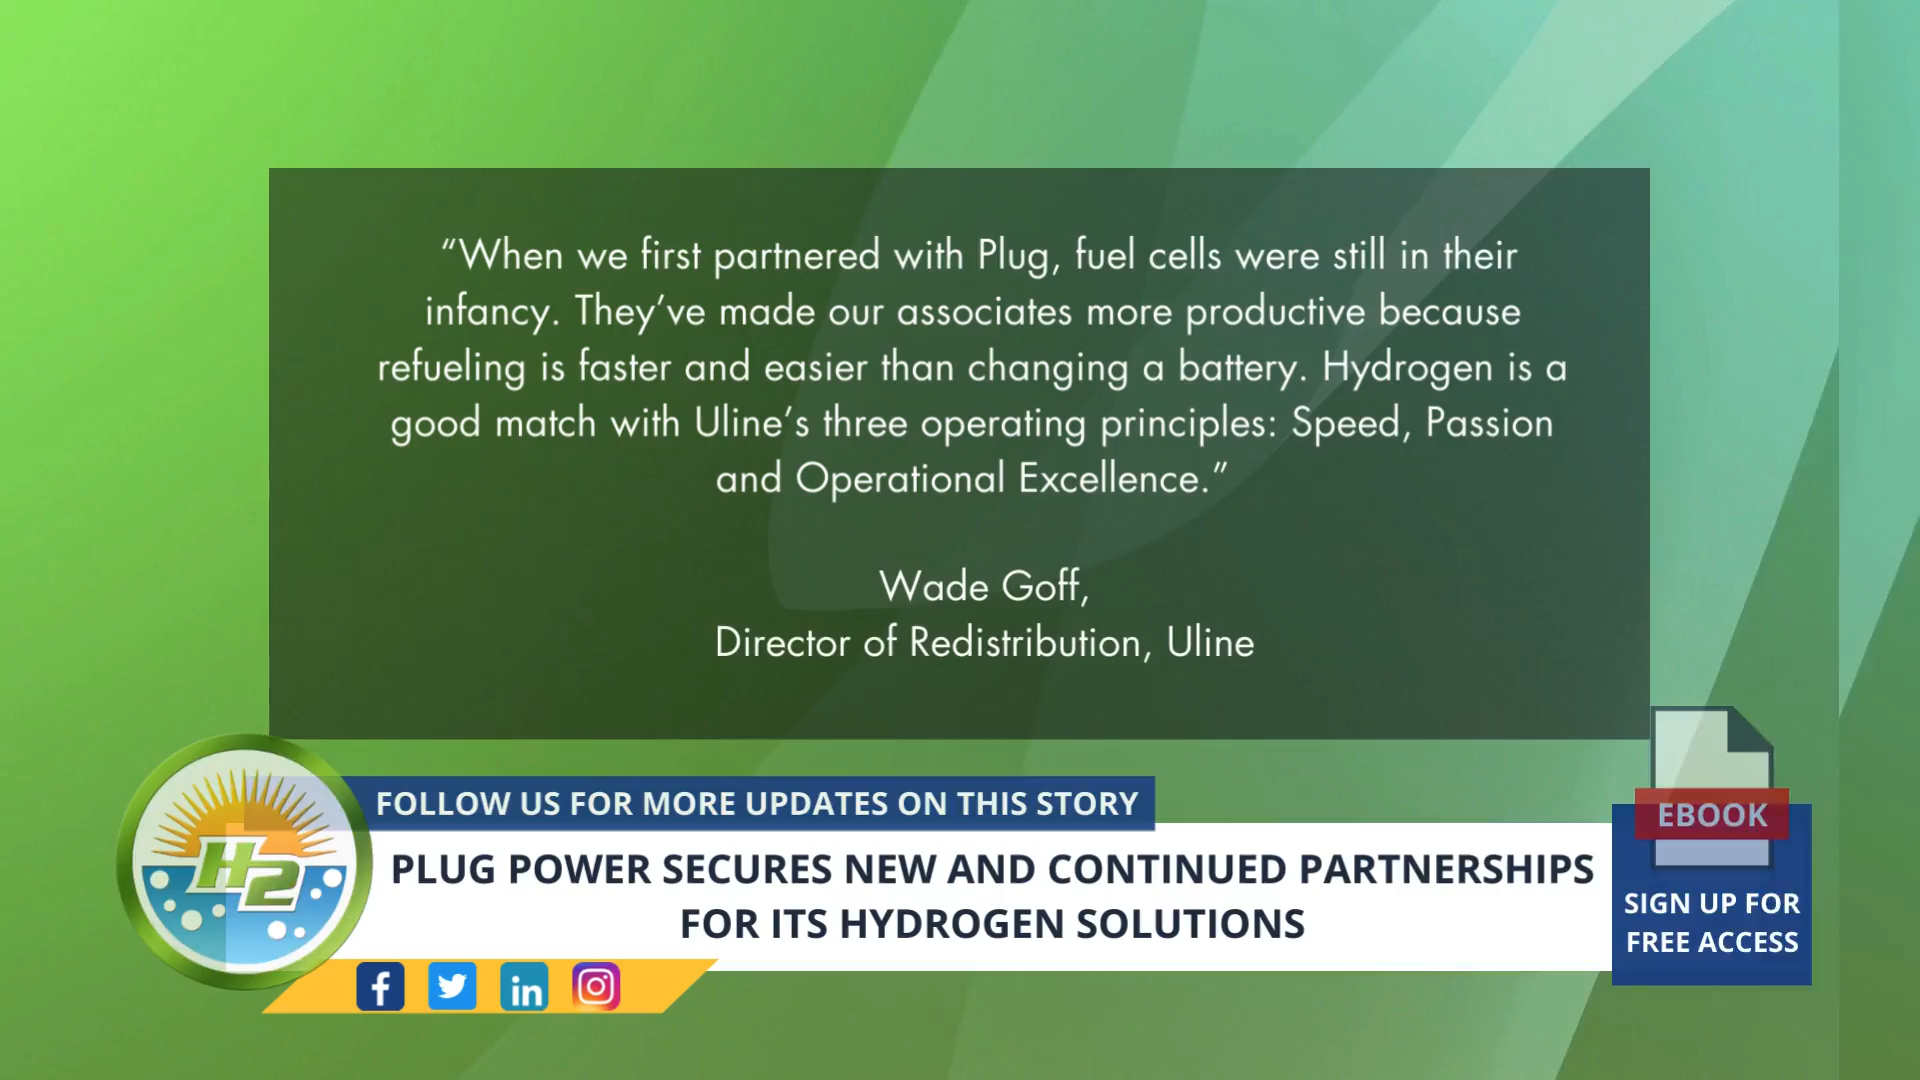 “When we first partnered with Plug, fuel cells were still in their
infancy. They’ve made our associates more productive because
refueling is faster and easier than changing a battery. Hydrogen is a
good match with Uline’s three operating principles: Speed, Passion
and Operational Excellence.”
Wade Goff,
Director of Redistribution, Uline
FOLLOW US FOR MORE UPDATES ON THIS STORY
H2
PLUG POWER SECURES NEW AND CONTINUED PARTNERSHIPS
FOR ITS HYDROGEN SOLUTIONS
EBOOK
SIGN UP FOR
FREE ACCESS
f
in